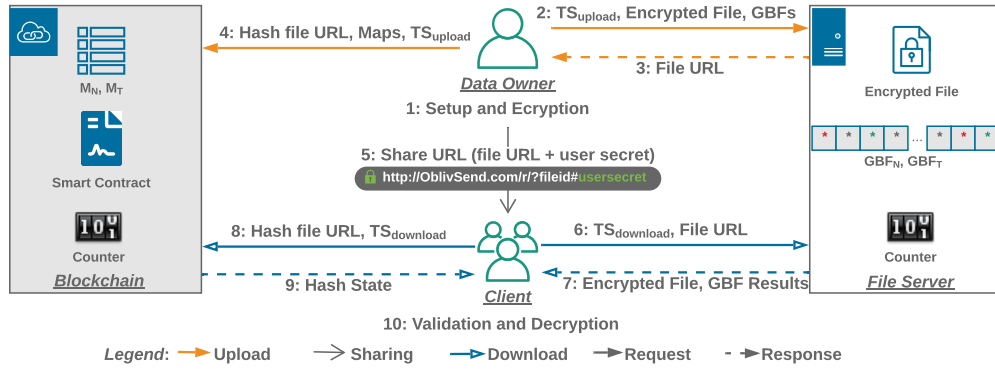 2: TSupload, Encrypted File, GBFs
4: Hash file URL, Maps, TSupload
3: File URL
MN, MT
Data Owner
Encrypted File
1: Setup and Ecryption
* * * * ... * * *
5: Share URL (file URL + user secret)
GBFN, GBFT
http://OblivSend.com/r/?fileid#usersecret
Smart Contract
8: Hash file URL, TSdownload
6: TSdownload, File URL
Counter
Counter
Blockchain
9: Hash State
Client
7: Encrypted File, GBF Results
File Server
10: Validation and Decryption
Legend: Upload Sharing Download Request Response